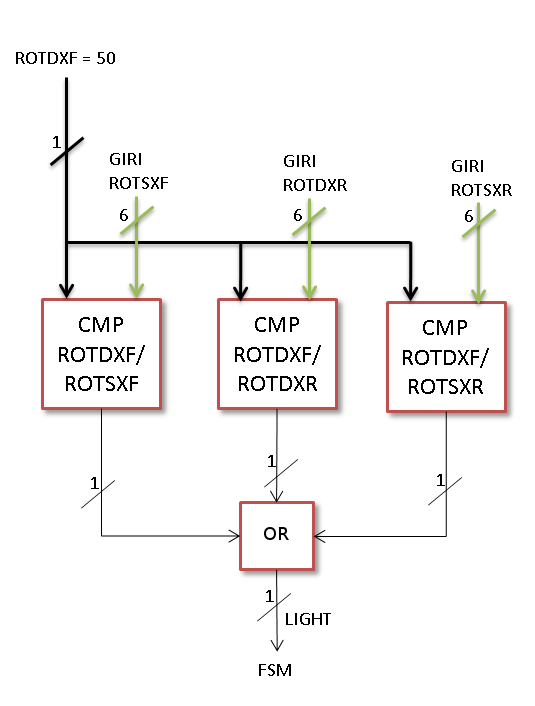 ROTDXF = 50
1
GIRI
ROTSXF
6
GIRI
ROTDXR
6
GIRI
ROTSXR
6
CMP
ROTDXF/
ROTSXF
CMP
ROTDXF/
ROTDXR
CMP
ROTDXF/
ROTSXR
1
1
1
OR
1
LIGHT
FSM